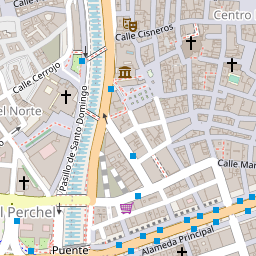 Centro
Calle Cisneros
Calle Cerrojo
el Norte
Pasillo de Santo Domingo
Calle Mar
l Perchel
Puente
Alameda Principal